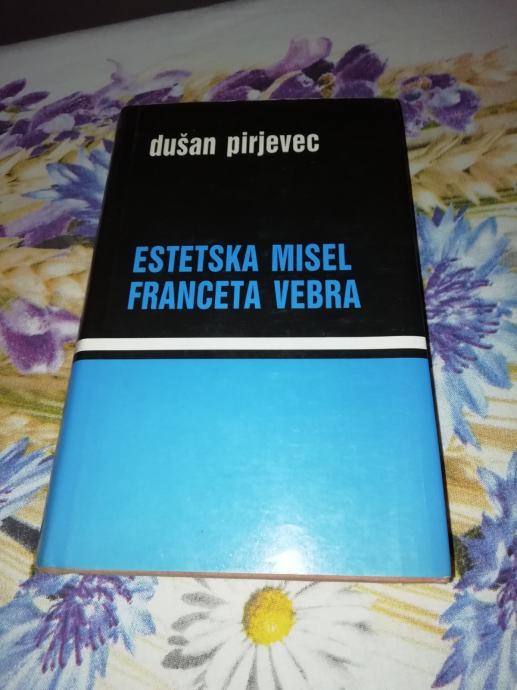 dušan pirjevec
ESTETSKA MISEL
FRANCETA VEBRA